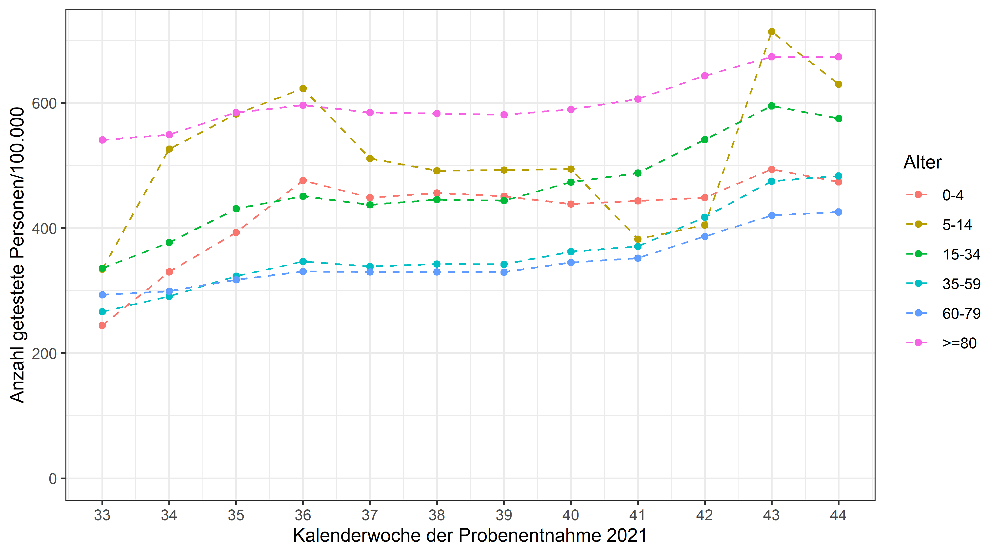 Anzahl getestete Personen/100.000
600
400
200
0
33 34 35 36 37 38 39 40 41 42 43 44
Kalenderwoche der Probenentnahme 2021
Alter
0-4
5-14
15-34
35-59
60-79
>=80